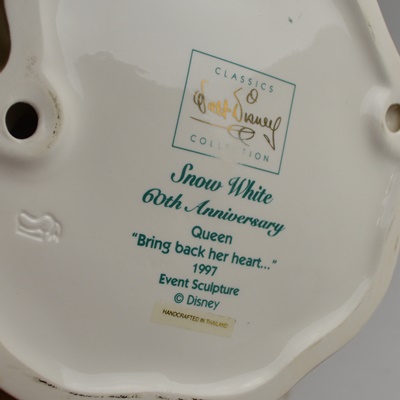 CLASSICS
Walt Disney
COLLECTION
Snow White
60th Anniversary
Queen
"Bring back her heart..."
1997
Event Sculpture
© Disney
HANDCRAFTED IN THAILAND